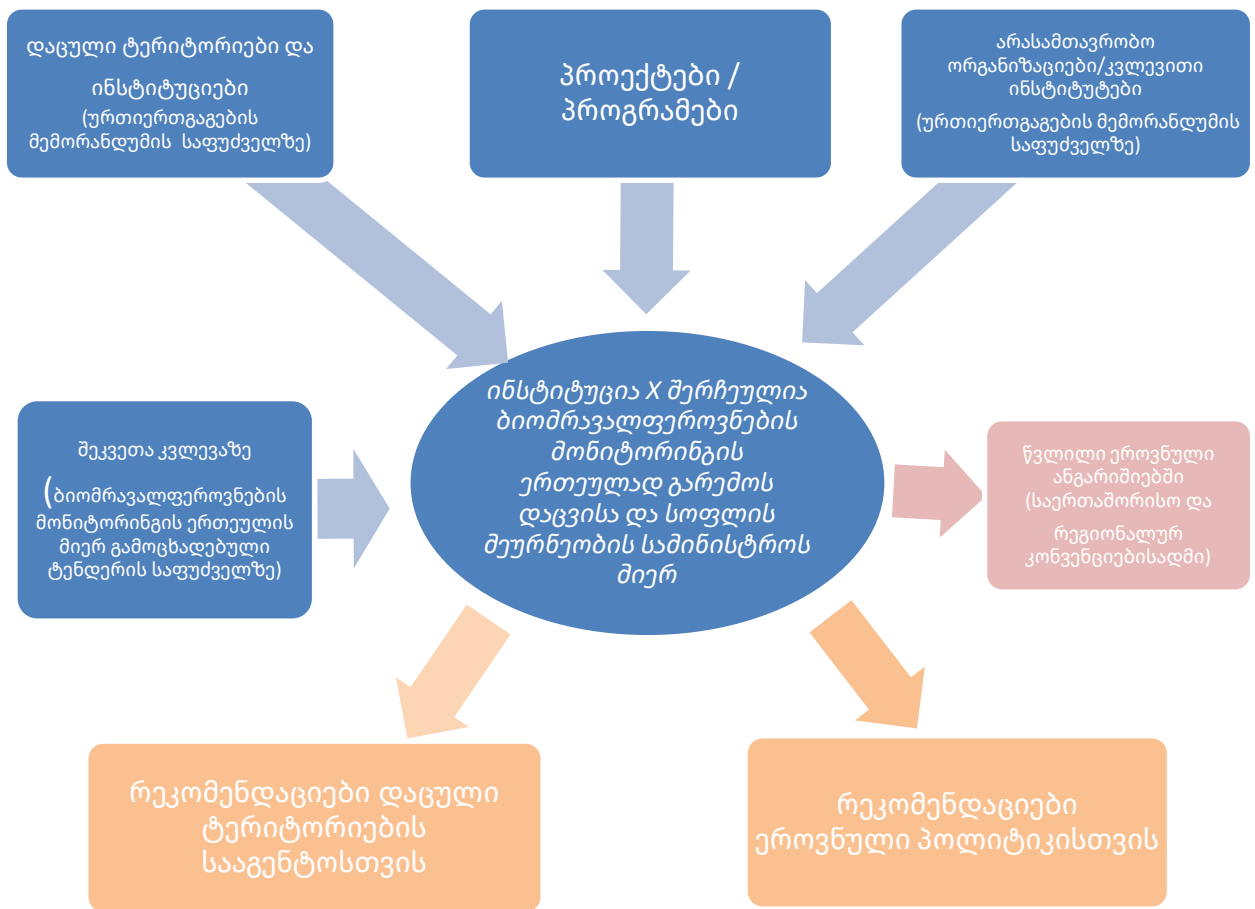 დაცული ტერიტორიები და
ინსტიტუციები
(ურთიერთგაგების
მემორანდუმის საფუძველზე)
პროექტები /
პროგრამები
არასამთავრობო
ორგანიზაციები/კვლევითი
ინსტიტუტები
(ურთიერთგაგების მემორანდუმის
საფუძველზე)
შეკვეთა კვლევაზე
(ბიომრავალფეროვნების
მონიტორინგის ერთეულის
მიერ გამოცხადებული
ტენდერის საფუძველზე)
ინსტიტუცია X შერჩეულია
ბიომრავალფეროვნების
მონიტორინგის
ერთეულად გარემოს
დაცვისა და სოფლის
მეურნეობის სამინისტროს
მიერ
წვლილი ეროვნული
ანგარიშიებში
(საერთაშორისო და
რეგიონალურ
კონვენციებისადმი)
რეკომენდაციები დაცული
ტერიტორიების
სააგენტოსთვის
რეკომენდაციები
ეროვნული პოლიტიკისთვის